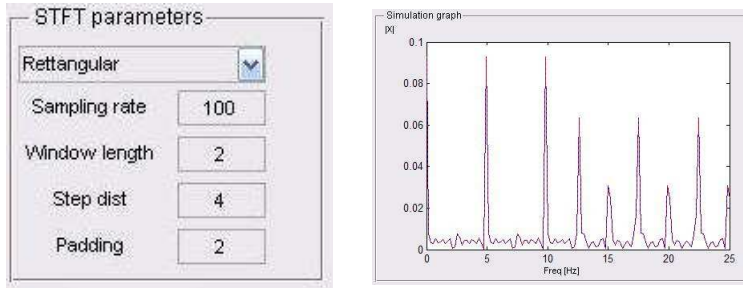 STFT parameters
Rettangular
Sampling rate 100
Window length 2
Step dist 4
Padding 2
Simulation graph
|X|
0.1
0.08
0.06
0.04
0.02
0
0 5 10 15 20 25
Freq [Hz]